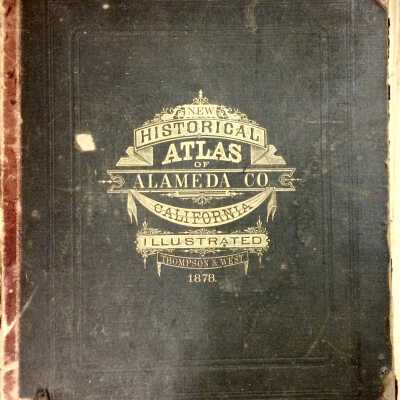 NEW
HISTORICAL
ATLAS
OF
ALAMEDA CO
CALIFORNIA
ILLUSTRATED
THOMPSON & WEST
1878.